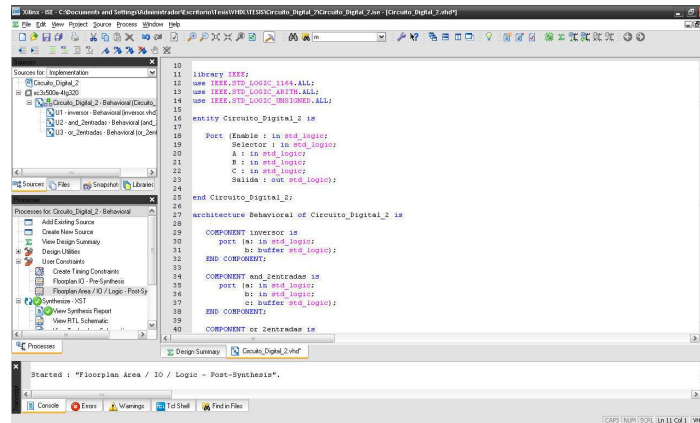 Xilinx - ISE - C:\Documents and Settings\Administrador\Escritorio\Tesis\VHDL\TESIS\Circuito_Digital_2\Circuito_Digital_2.ise - [Circuito_Digital_2.vhd*]
File Edit View Project Source Process Window Help
m
Sources
Sources for: Implementation
Circuito_Digital_2
xc3s500e-4fg320
Circuito_Digital_2 - Behavioral (Circuito_
U1 - inversor - Behavioral (inversor.vhd
U2 - and_2entradas - Behavioral (and_
U3 - or_2entradas - Behavioral (or_2ent
Sources Files Snapshot Libraries
Processes
Processes for: Circuito_Digital_2 - Behavioral
Add Existing Source
Create New Source
View Design Summary
Design Utilities
User Constraints
Create Timing Constraints
Floorplan IO - Pre-Synthesis
Floorplan Area / IO / Logic - Post-Sy
Synthesize - XST
View Synthesis Report
View RTL Schematic
Processes
10
11 library IEEE;
12 use IEEE.STD_LOGIC_1164.ALL;
13 use IEEE.STD_LOGIC_ARITH.ALL;
14 use IEEE.STD_LOGIC_UNSIGNED.ALL;
15
16 entity Circuito_Digital_2 is
17
18 Port (Enable : in std_logic;
19 Selector : in std_logic;
20 A : in std_logic;
21 B : in std_logic;
22 C : in std_logic;
23 Salida : out std_logic);
24
25 end Circuito_Digital_2;
26
27 architecture Behavioral of Circuito_Digital_2 is
28
29 COMPONENT inversor is
30 port (a: in std_logic;
31 b: buffer std_logic);
32 END COMPONENT;
33
34 COMPONENT and_2entradas is
35 port (a: in std_logic;
36 b: in std_logic;
37 c: buffer std_logic);
38 END COMPONENT;
39
40 COMPONENT or_2entradas is
Design Summary Circuito_Digital_2.vhd*
Started : "Floorplan Area / IO / Logic - Post-Synthesis".
Console Errors Warnings Tcl Shell Find in Files
CAPS NUM SCRL Ln 11 Col 1